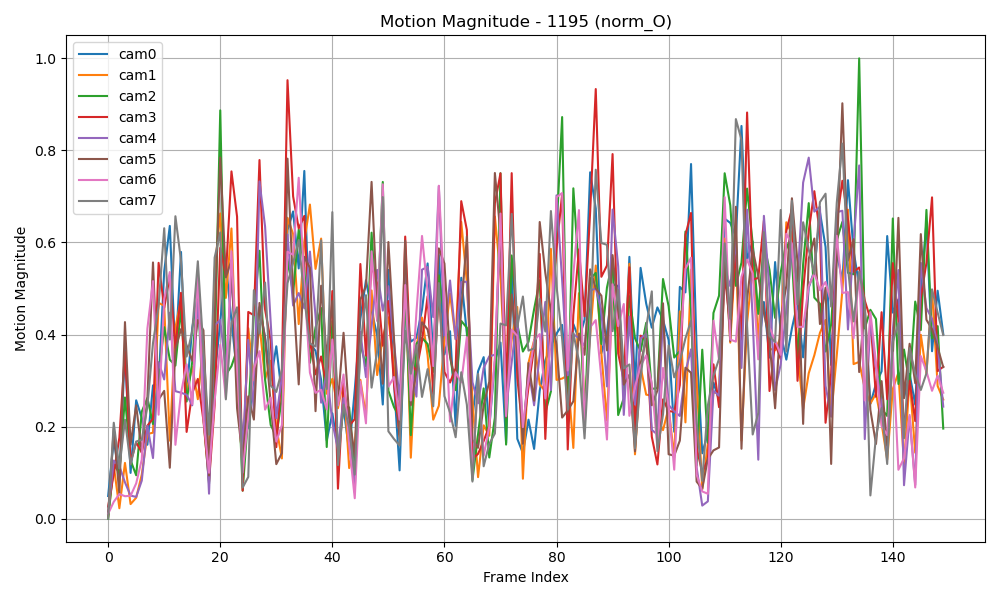 Motion Magnitude - 1195 (norm_O)
cam0
cam1
cam2
cam3
cam4
cam5
cam6
cam7
1.0
0.8
0.6
0.4
0.2
0.0
Motion Magnitude
0 20 40 60 80 100 120 140
Frame Index